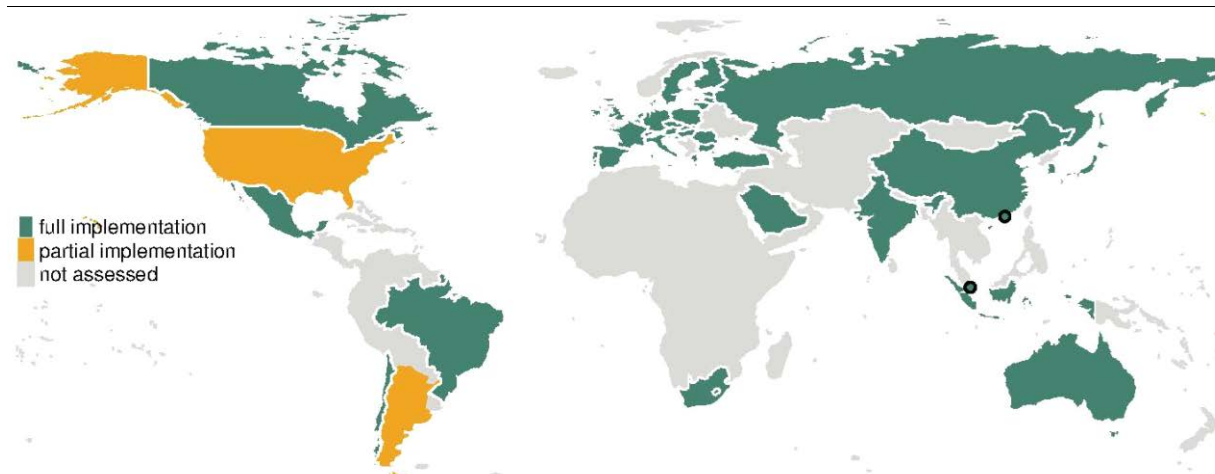 full implementation
partial implementation
not assessed